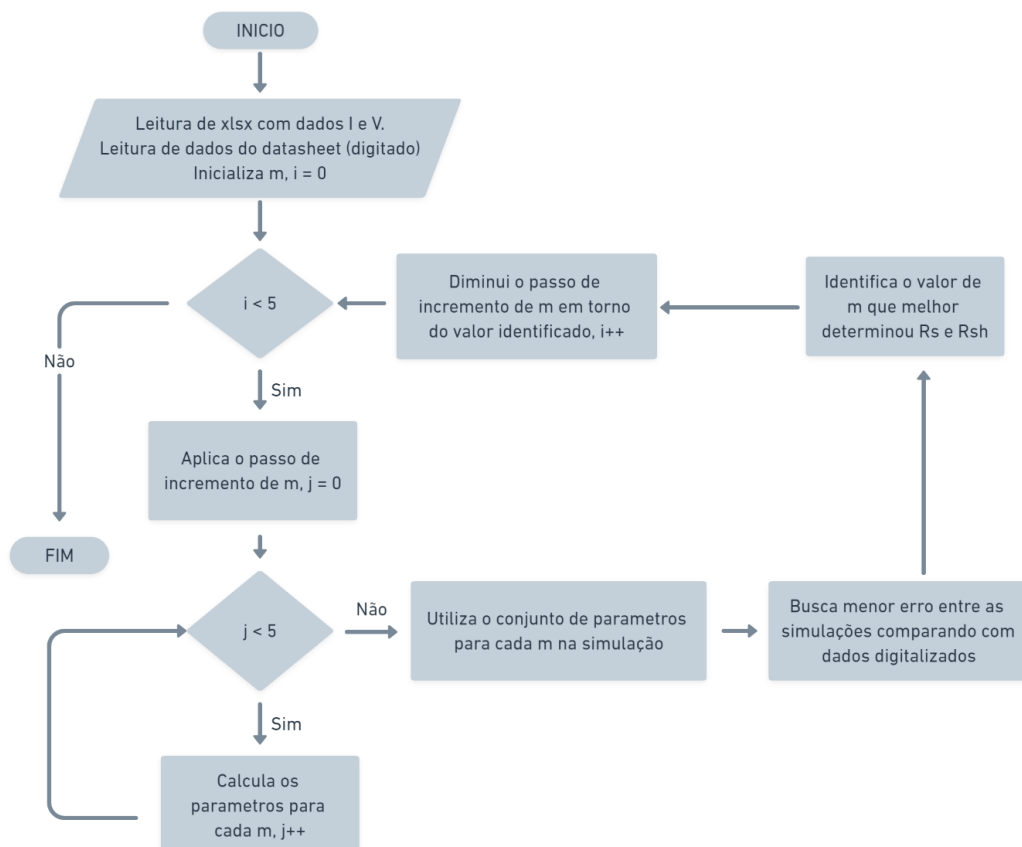 INICIO
Leitura de xlsx com dados I e V.
Leitura de dados do datasheet (digitado)
Inicializa m, i = 0
i < 5
Não
Sim
FIM
Aplica o passo de
incremento de m, j = 0
j < 5
Não
Sim
Calcula os
parametros para
cada m, j++
Utiliza o conjunto de parametros
para cada m na simulação
Busca menor erro entre as
simulações comparando com
dados digitalizados
Identifica o valor de
m que melhor
determinou Rs e Rsh
Diminui o passo de
incremento de m em torno
do valor identificado, i++